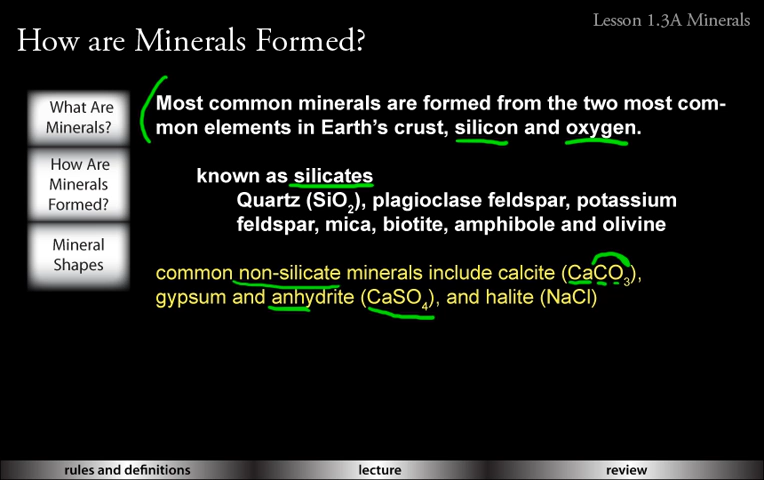 Lesson 1.3A Minerals
How are Minerals Formed?
What Are
Minerals?
How Are
Minerals
Formed?
Mineral
Shapes
Most common minerals are formed from the two most com-
mon elements in Earth's crust, silicon and oxygen.
known as silicates
Quartz (SiO₂), plagioclase feldspar, potassium
feldspar, mica, biotite, amphibole and olivine
common non-silicate minerals include calcite (CaCO₃),
gypsum and anhydrite (CaSO₄), and halite (NaCl)
rules and definitions
lecture
review